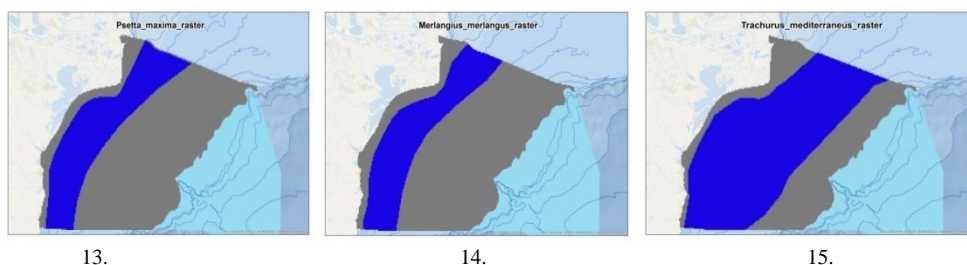 Psetta_maxima_raster
Merlangius_merlangus_raster
Trachurus_mediterraneus_raster
13.
14.
15.